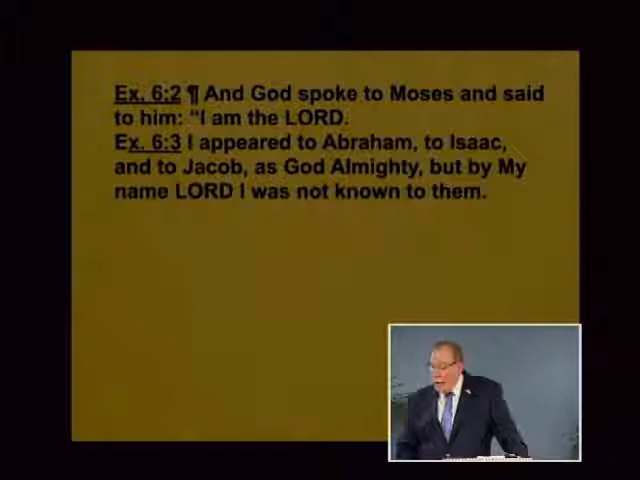 Ex. 6:2 ¶ And God spoke to Moses and said
to him: “I am the LORD.
Ex. 6:3 I appeared to Abraham, to Isaac,
and to Jacob, as God Almighty, but by My
name LORD I was not known to them.